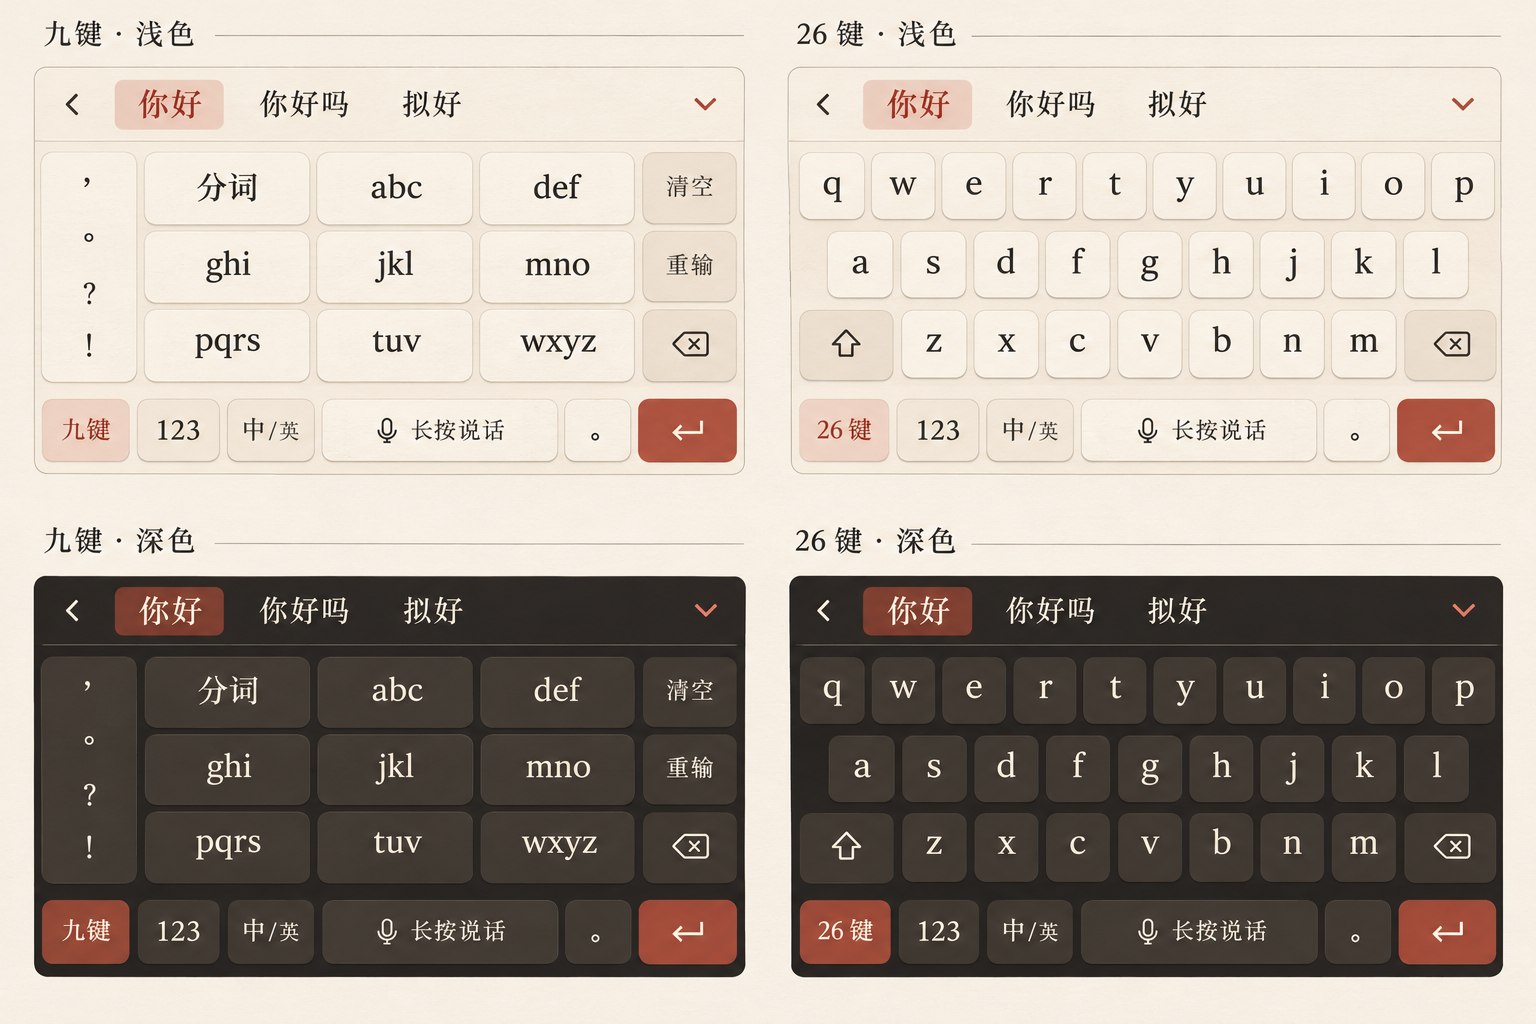 九键 · 浅色
你好 你好吗 拟好
, 分词 abc def 清空
。
ghi jkl mno 重输
?
pqrs tuv wxyz
!
九键 123 中/英 长按说话 。
26 键 · 浅色
你好 你好吗 拟好
q w e r t y u i o p
a s d f g h j k l
z x c v b n m
26 键 123 中/英 长按说话 。
九键 · 深色
你好 你好吗 拟好
, 分词 abc def 清空
。
ghi jkl mno 重输
?
pqrs tuv wxyz
!
九键 123 中/英 长按说话 。
26 键 · 深色
你好 你好吗 拟好
q w e r t y u i o p
a s d f g h j k l
z x c v b n m
26 键 123 中/英 长按说话 。